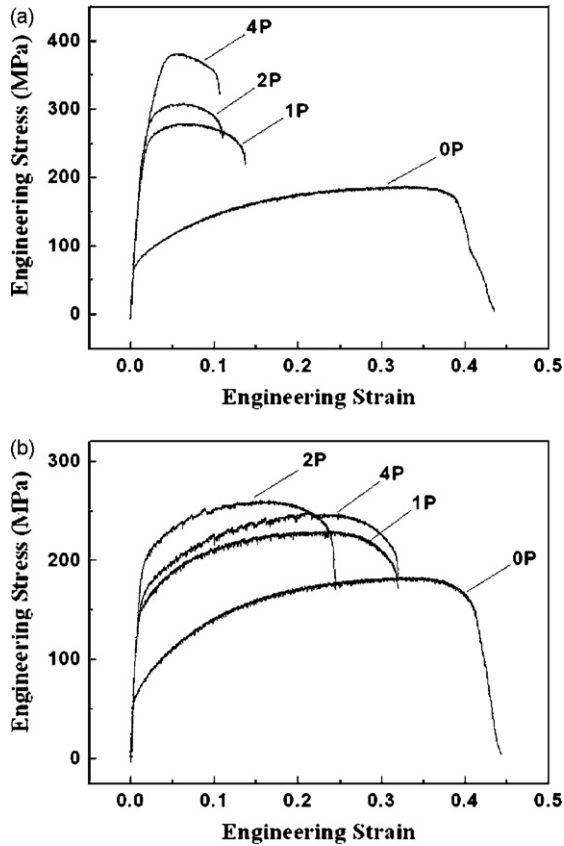 (a)
400
300
200
100
0
Engineering Stress (MPa)
4P
2P
1P
0P
0.0 0.1 0.2 0.3 0.4 0.5
Engineering Strain
(b)
300
200
100
0
Engineering Stress (MPa)
2P
4P
1P
0P
0.0 0.1 0.2 0.3 0.4 0.5
Engineering Strain